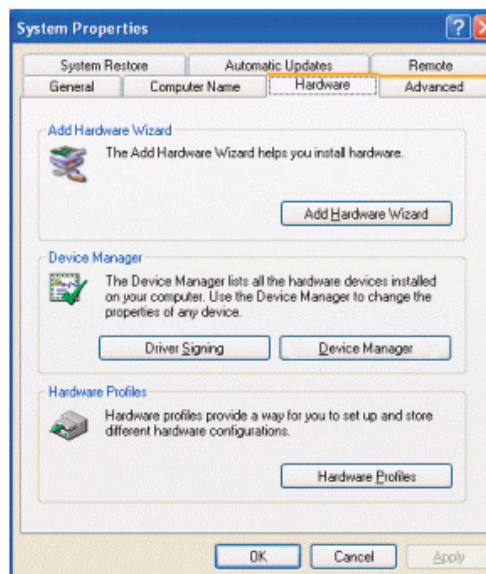 System Properties
System Restore Automatic Updates Remote
General Computer Name Hardware Advanced
Add Hardware Wizard
The Add Hardware Wizard helps you install hardware.
Add Hardware Wizard
Device Manager
The Device Manager lists all the hardware devices installed
on your computer. Use the Device Manager to change the
properties of any device.
Driver Signing Device Manager
Hardware Profiles
Hardware profiles provide a way for you to set up and store
different hardware configurations.
Hardware Profiles
OK Cancel Apply